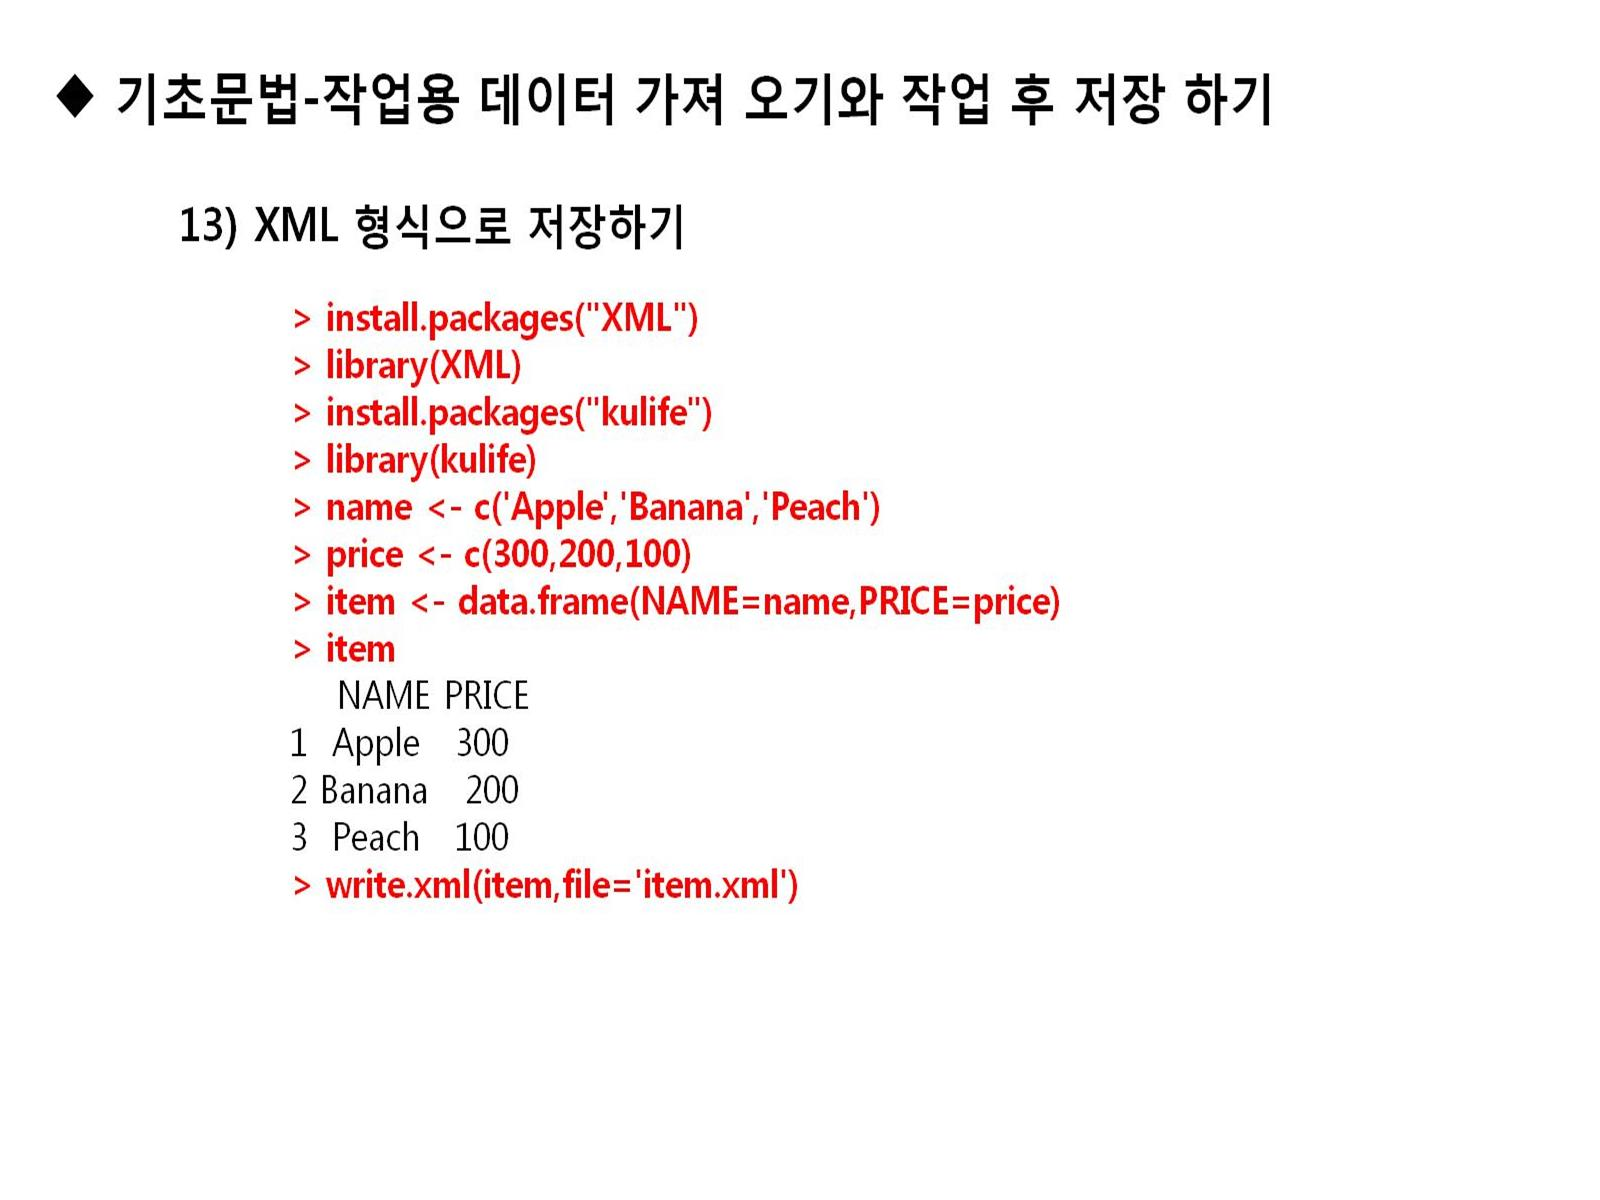 ◆ 기초문법-작업용 데이터 가져 오기와 작업 후 저장 하기
13) XML 형식으로 저장하기
> install.packages("XML")
> library(XML)
> install.packages("kulife")
> library(kulife)
> name <- c('Apple','Banana','Peach')
> price <- c(300,200,100)
> item <- data.frame(NAME=name,PRICE=price)
> item
NAME PRICE
1 Apple 300
2 Banana 200
3 Peach 100
> write.xml(item,file='item.xml')